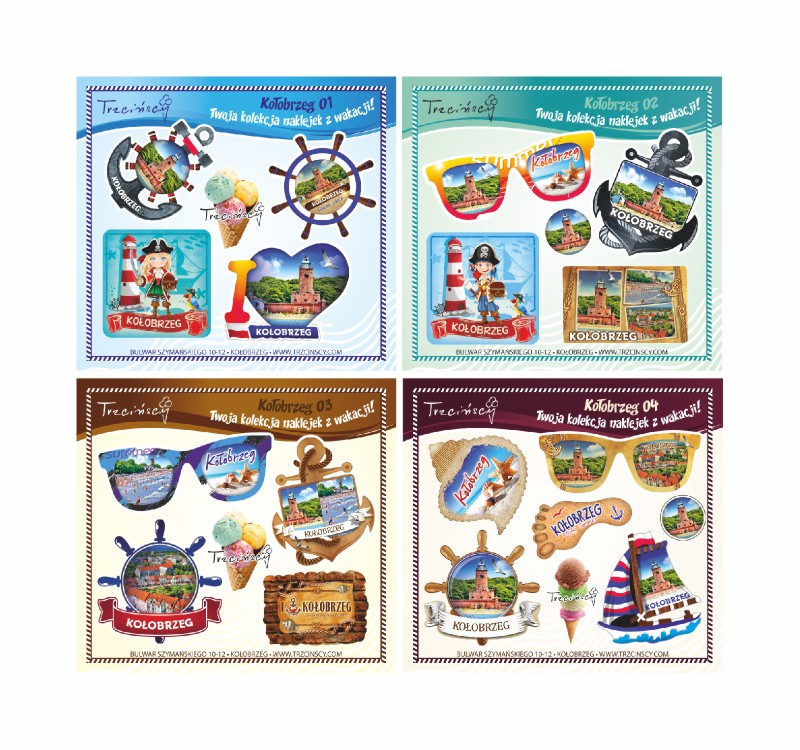 Trzcińscy
Kołobrzeg 01
Twoja kolekcja naklejek z wakacji!
KOŁOBRZEG
Trzcińscy
KOŁOBRZEG
KOŁOBRZEG
I
KOŁOBRZEG
BULWAR SZYMAŃSKIEGO 10-12 • KOŁOBRZEG • WWW.TRZCINSCY.COM
Trzcińscy
Kołobrzeg 02
Twoja kolekcja naklejek z wakacji!
summer
Kołobrzeg
KOŁOBRZEG
KOŁOBRZEG
KOŁOBRZEG
BULWAR SZYMAŃSKIEGO 10-12 • KOŁOBRZEG • WWW.TRZCINSCY.COM
Trzcińscy
Kołobrzeg 03
Twoja kolekcja naklejek z wakacji!
summer
Kołobrzeg
KOŁOBRZEG
Trzcińscy
KOŁOBRZEG
I KOŁOBRZEG
BULWAR SZYMAŃSKIEGO 10-12 • KOŁOBRZEG • WWW.TRZCINSCY.COM
Trzcińscy
Kołobrzeg 04
Twoja kolekcja naklejek z wakacji!
Kołobrzeg
KOŁOBRZEG
KOŁOBRZEG
Trzcińscy
KOŁOBRZEG
BULWAR SZYMAŃSKIEGO 10-12 • KOŁOBRZEG • WWW.TRZCINSCY.COM